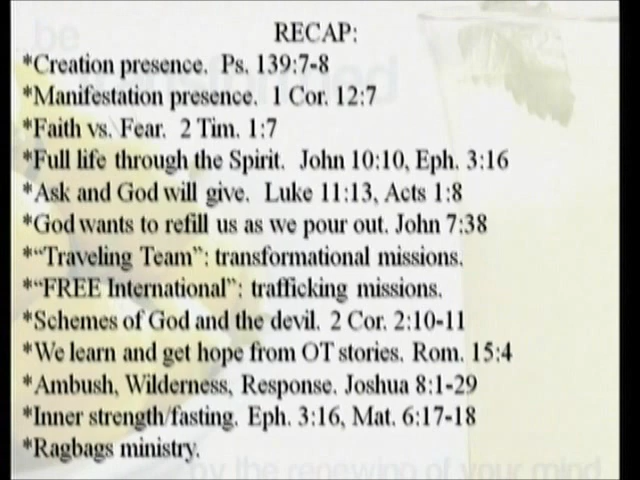 RECAP:
*Creation presence. Ps. 139:7-8
*Manifestation presence. 1 Cor. 12:7
*Faith vs. Fear. 2 Tim. 1:7
*Full life through the Spirit. John 10:10, Eph. 3:16
*Ask and God will give. Luke 11:13, Acts 1:8
*God wants to refill us as we pour out. John 7:38
*“Traveling Team”: transformational missions.
*“FREE International”: trafficking missions.
*Schemes of God and the devil. 2 Cor. 2:10-11
*We learn and get hope from OT stories. Rom. 15:4
*Ambush, Wilderness, Response. Joshua 8:1-29
*Inner strength/fasting. Eph. 3:16, Mat. 6:17-18
*Ragbags ministry.
be
by the renewing of your mind